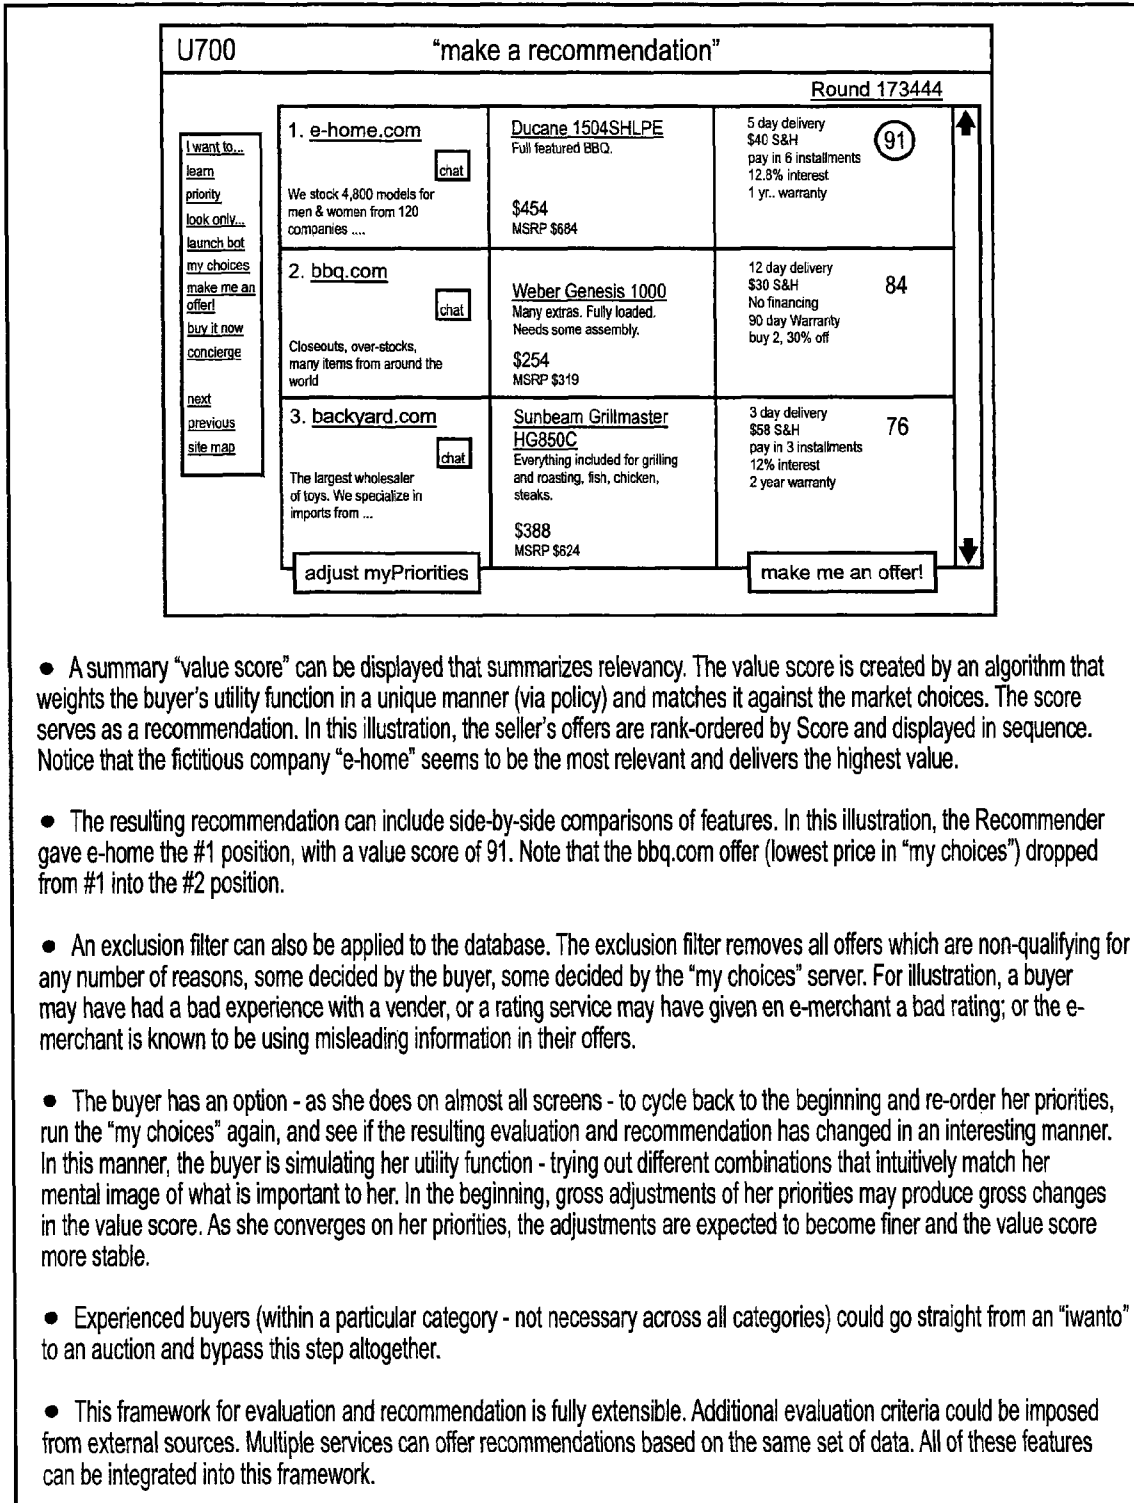 U700 "make a recommendation"
Round 173444
I want to...
learn
priority
look only...
launch bot
my choices
make me an
offer!
buy it now
concierge
next
previous
site map
1. e-home.com
chat
We stock 4,800 models for
men & women from 120
companies ....
Ducane 1504SHLPE
Full featured BBQ.
$454
MSRP $684
5 day delivery
$40 S&H
pay in 6 installments
12.8% interest
1 yr.. warranty
91
2. bbq.com
chat
Closeouts, over-stocks,
many items from around the
world
Weber Genesis 1000
Many extras. Fully loaded.
Needs some assembly.
$254
MSRP $319
12 day delivery
$30 S&H
No financing
90 day Warranty
buy 2, 30% off
84
3. backyard.com
chat
The largest wholesaler
of toys. We specialize in
imports from ...
Sunbeam Grillmaster
HG850C
Everything included for grilling
and roasting, fish, chicken,
steaks.
$388
MSRP $624
3 day delivery
$58 S&H
pay in 3 installments
12% interest
2 year warranty
76
adjust myPriorities
make me an offer!
• A summary "value score" can be displayed that summarizes relevancy. The value score is created by an algorithm that
weights the buyer's utility function in a unique manner (via policy) and matches it against the market choices. The score
serves as a recommendation. In this illustration, the seller's offers are rank-ordered by Score and displayed in sequence.
Notice that the fictitious company "e-home" seems to be the most relevant and delivers the highest value.
• The resulting recommendation can include side-by-side comparisons of features. In this illustration, the Recommender
gave e-home the #1 position, with a value score of 91. Note that the bbq.com offer (lowest price in "my choices") dropped
from #1 into the #2 position.
• An exclusion filter can also be applied to the database. The exclusion filter removes all offers which are non-qualifying for
any number of reasons, some decided by the buyer, some decided by the "my choices" server. For illustration, a buyer
may have had a bad experience with a vender, or a rating service may have given en e-merchant a bad rating; or the e-
merchant is known to be using misleading information in their offers.
• The buyer has an option - as she does on almost all screens - to cycle back to the beginning and re-order her priorities,
run the "my choices" again, and see if the resulting evaluation and recommendation has changed in an interesting manner.
In this manner, the buyer is simulating her utility function - trying out different combinations that intuitively match her
mental image of what is important to her. In the beginning, gross adjustments of her priorities may produce gross changes
in the value score. As she converges on her priorities, the adjustments are expected to become finer and the value score
more stable.
• Experienced buyers (within a particular category - not necessary across all categories) could go straight from an "iwanto"
to an auction and bypass this step altogether.
• This framework for evaluation and recommendation is fully extensible. Additional evaluation criteria could be imposed
from external sources. Multiple services can offer recommendations based on the same set of data. All of these features
can be integrated into this framework.